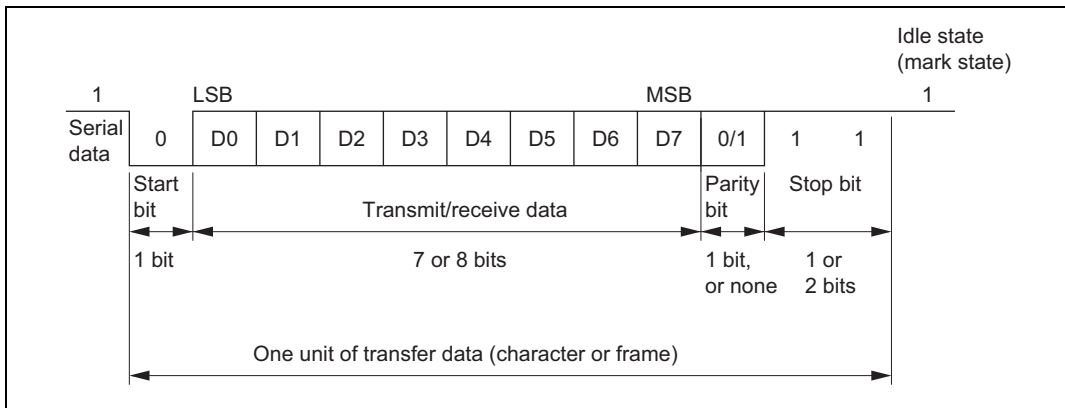 Idle state
(mark state)
1 LSB MSB 1
Serial
data
0 D0 D1 D2 D3 D4 D5 D6 D7 0/1 1 1
Start
bit
Transmit/receive data
Parity
bit
Stop bit
1 bit
7 or 8 bits
1 bit,
or none
1 or
2 bits
One unit of transfer data (character or frame)